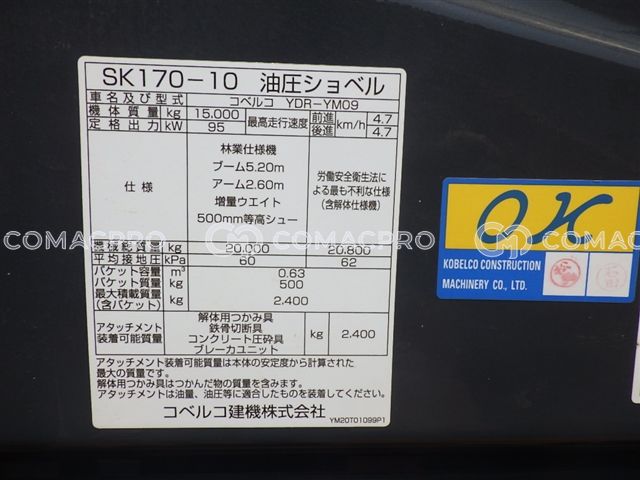 SK170-10 油圧ショベル
車名及び型式 コベルコ YDR-YM09
機体質量 kg 15.000 最高走行速度 前進 km/h 4.7
定格出力 kW 95 後進 4.7
仕様
林業仕様機
ブーム5.20m
アーム2.60m
増量ウエイト
500mm等高シュー
労働安全衛生法に
よる最も不利な仕様
(含解体仕様機)
機械総質量 kg 20.000 20.800
平均接地圧 kPa 60 62
バケット容量 m³ 0.63
バケット質量 kg 500
最大積載質量
(含バケット) kg 2.400
アタッチメント
装着可能質量
解体用つかみ具
鉄骨切断具
コンクリート圧砕具
ブレーカユニット
kg 2.400
アタッチメント装着可能質量は本体の安定度から計算された
最大の質量です。
解体用つかみ具はつかんだ物の質量を含みます。
アタッチメントは油量、油圧等に適合したものを装着してください。
コベルコ建機株式会社
YM20T01099P1
OK
KOBELCO CONSTRUCTION
MACHINERY CO., LTD.
COMACPRO COMACPRO COMACPRO